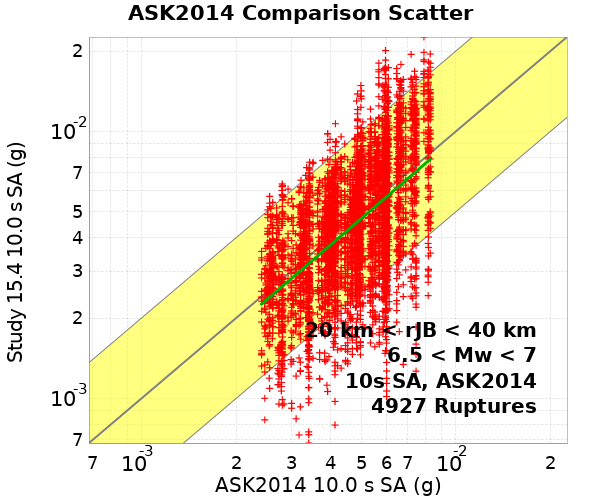 ASK2014 Comparison Scatter
Study 15.4 10.0 s SA (g)
2
10-2
7
5
4
3
2
10-3
7
20 km < rJB < 40 km
6.5 < Mw < 7
10s SA, ASK2014
4927 Ruptures
7 10-3 2 3 4 5 6 7 10-2 2
ASK2014 10.0 s SA (g)